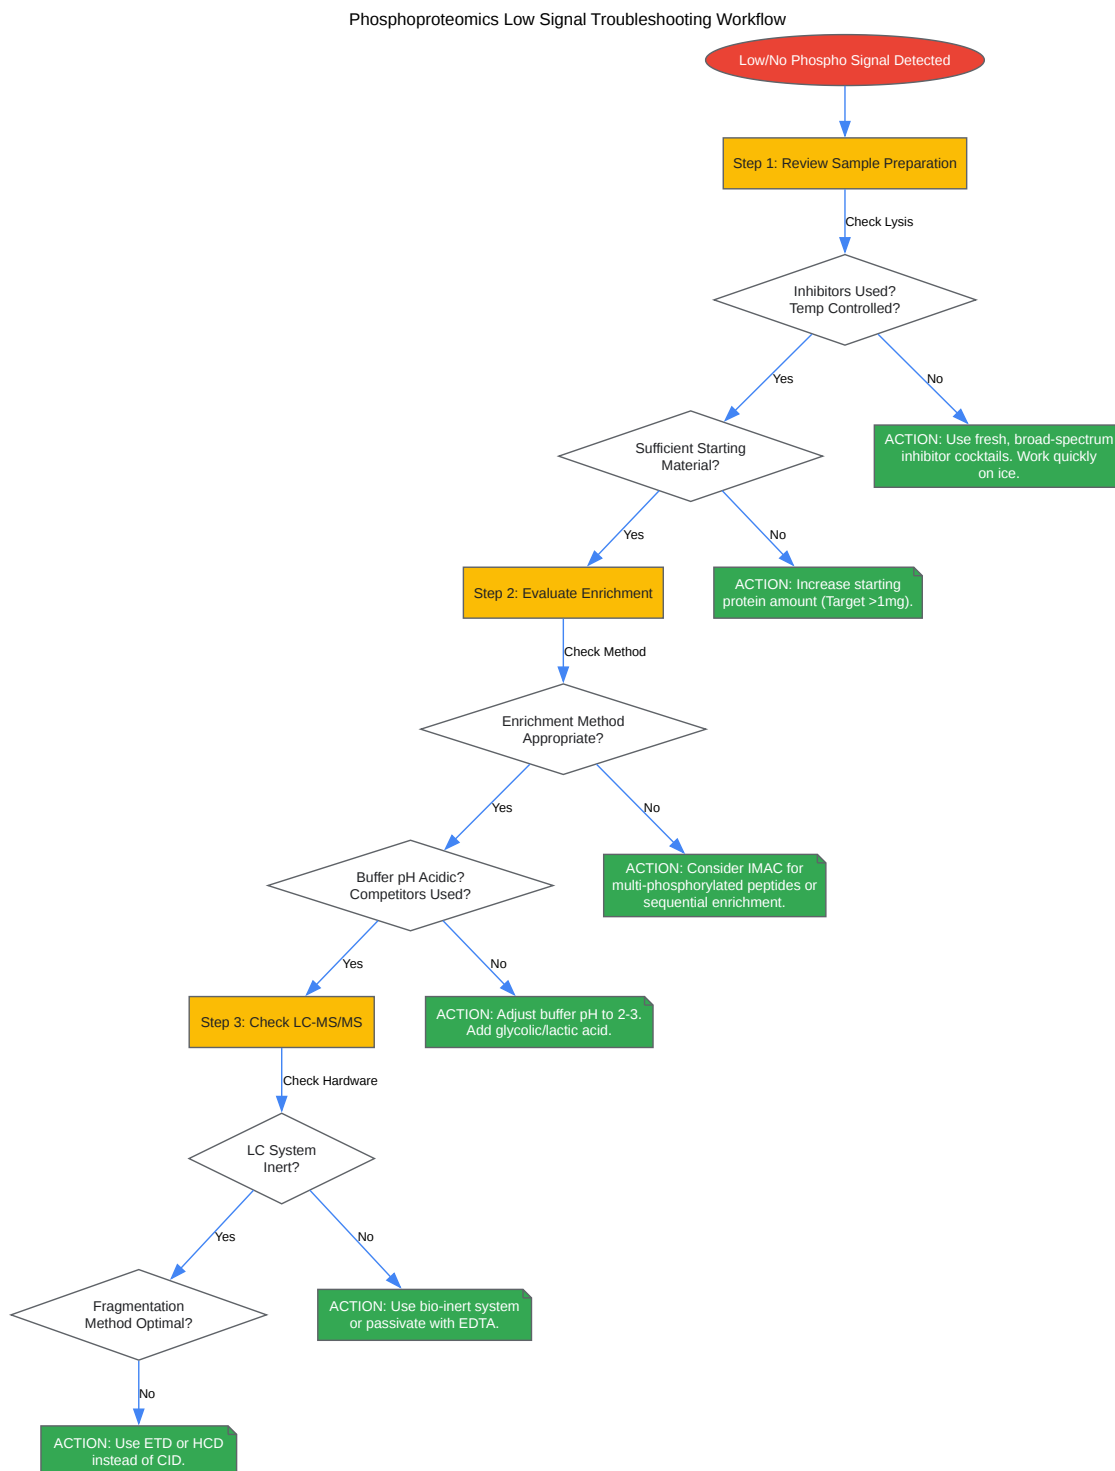 Phosphoproteomics Low Signal Troubleshooting Workflow
Low/No Phospho Signal Detected
Step 1: Review Sample Preparation
Check Lysis
Inhibitors Used?
Temp Controlled?
Yes
No
Sufficient Starting
Material?
ACTION: Use fresh, broad-spectrum
inhibitor cocktails. Work quickly
on ice.
Yes
No
Step 2: Evaluate Enrichment
ACTION: Increase starting
protein amount (Target >1mg).
Check Method
Enrichment Method
Appropriate?
Yes
No
Buffer pH Acidic?
Competitors Used?
ACTION: Consider IMAC for
multi-phosphorylated peptides or
sequential enrichment.
Yes
No
Step 3: Check LC-MS/MS
ACTION: Adjust buffer pH to 2-3.
Add glycolic/lactic acid.
Check Hardware
LC System
Inert?
Yes
No
Fragmentation
Method Optimal?
ACTION: Use bio-inert system
or passivate with EDTA.
No
ACTION: Use ETD or HCD
instead of CID.